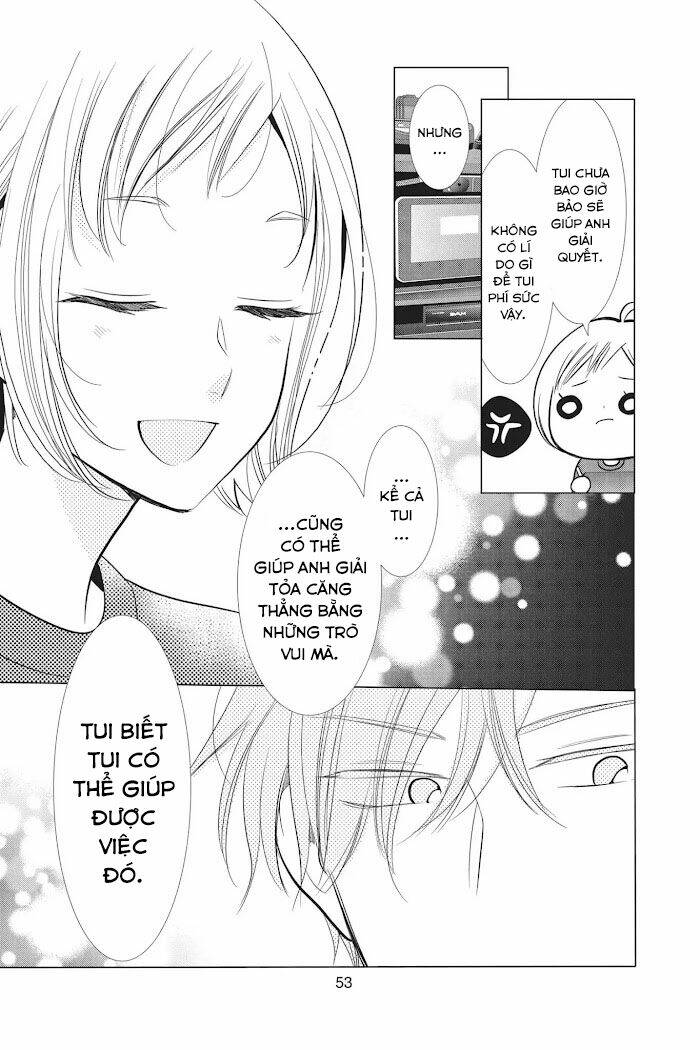 TUI CHƯA
BAO GIỜ
BẢO SẼ
GIÚP ANH
GIẢI
QUYẾT.
KHÔNG
CÓ LÍ
DO GÌ
ĐỂ TUI
PHÍ SỨC
VẬY.
NHƯNG
...
...
KỂ CẢ
TUI
...
...CŨNG
CÓ THỂ
GIÚP ANH GIẢI
TỎA CĂNG
THẲNG BẰNG
NHỮNG TRÒ
VUI MÀ.
TUI BIẾT
TUI CÓ
THỂ GIÚP
ĐƯỢC
VIỆC
ĐÓ.
53